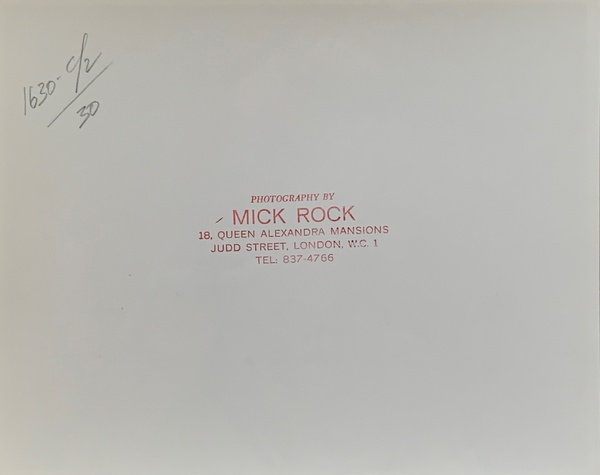 1630- C/2
30
PHOTOGRAPHY BY
MICK ROCK
18, QUEEN ALEXANDRA MANSIONS
JUDD STREET, LONDON, W.C. 1
TEL: 837-4766